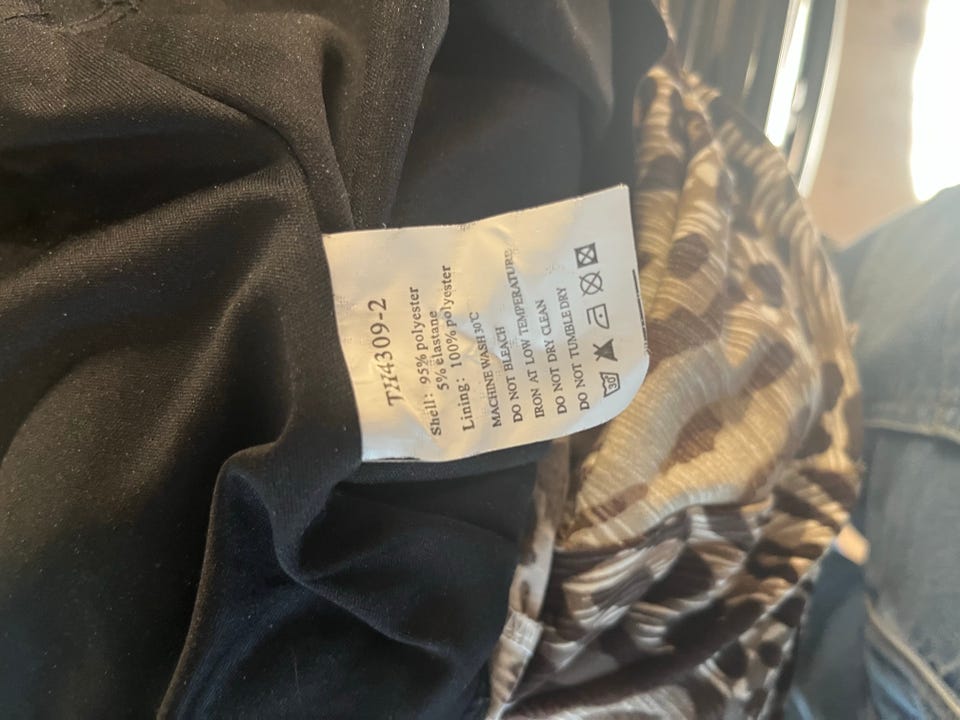 TH4309-2
Shell: 95% polyester
5% elastane
Lining: 100% polyester
MACHINE WASH 30°C
DO NOT BLEACH
IRON AT LOW TEMPERATURE
DO NOT DRY CLEAN
DO NOT TUMBLE DRY
30°